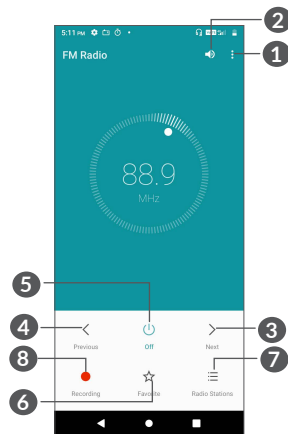 2
5:11 PM
FM Radio
1
88.9
MHz
5
4
3
Previous
Off
Next
8
7
Recording
Favorite
Radio Stations
6